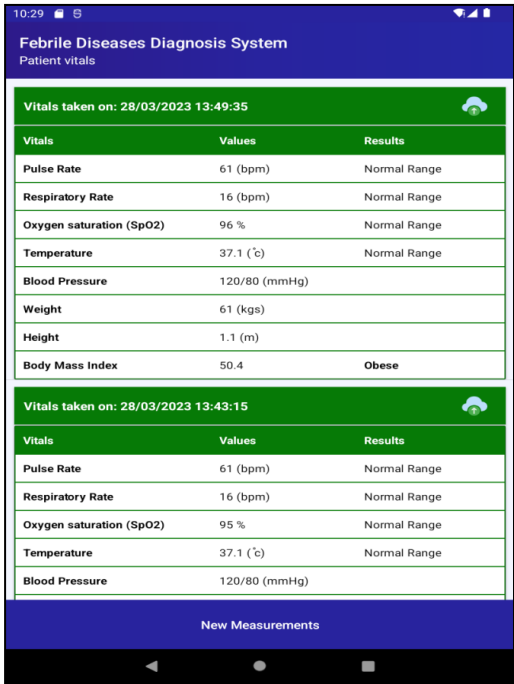 10:29
Febrile Diseases Diagnosis System
Patient vitals
Vitals taken on: 28/03/2023 13:49:35
Vitals Values Results
Pulse Rate 61 (bpm) Normal Range
Respiratory Rate 16 (bpm) Normal Range
Oxygen saturation (SpO2) 96 % Normal Range
Temperature 37.1 (°c) Normal Range
Blood Pressure 120/80 (mmHg)
Weight 61 (kgs)
Height 1.1 (m)
Body Mass Index 50.4 Obese
Vitals taken on: 28/03/2023 13:43:15
Vitals Values Results
Pulse Rate 61 (bpm) Normal Range
Respiratory Rate 16 (bpm) Normal Range
Oxygen saturation (SpO2) 95 % Normal Range
Temperature 37.1 (°c) Normal Range
Blood Pressure 120/80 (mmHg)
New Measurements